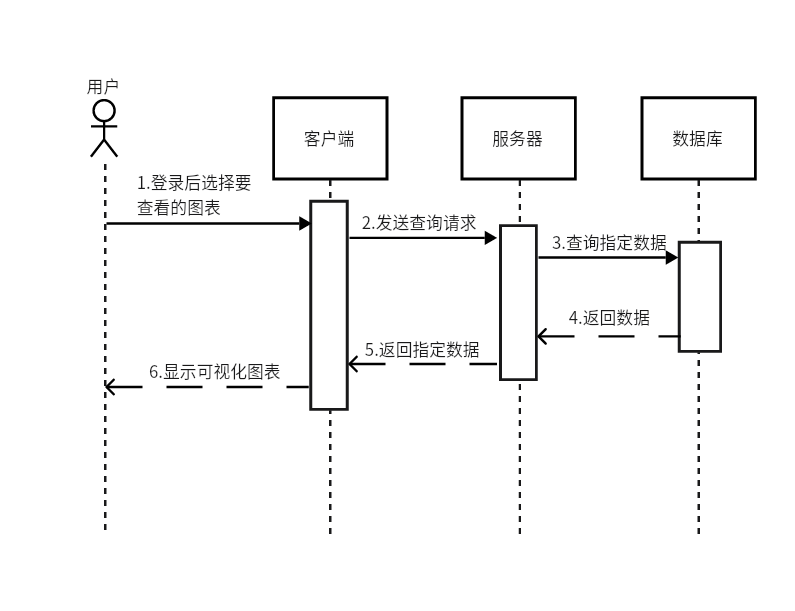 用户
客户端
服务器
数据库
1.登录后选择要
查看的图表
2.发送查询请求
3.查询指定数据
4.返回数据
5.返回指定数据
6.显示可视化图表